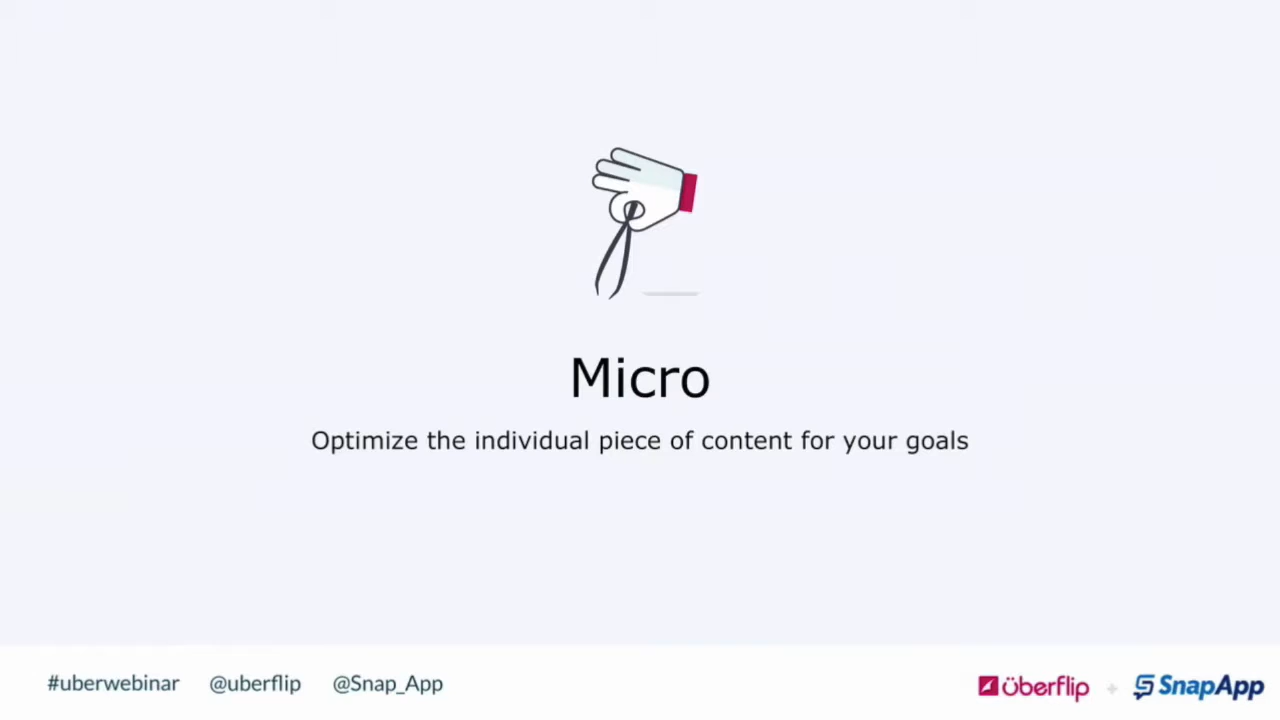 Micro
Optimize the individual piece of content for your goals
#uberwebinar @uberflip @Snap_App überflip + SnapApp